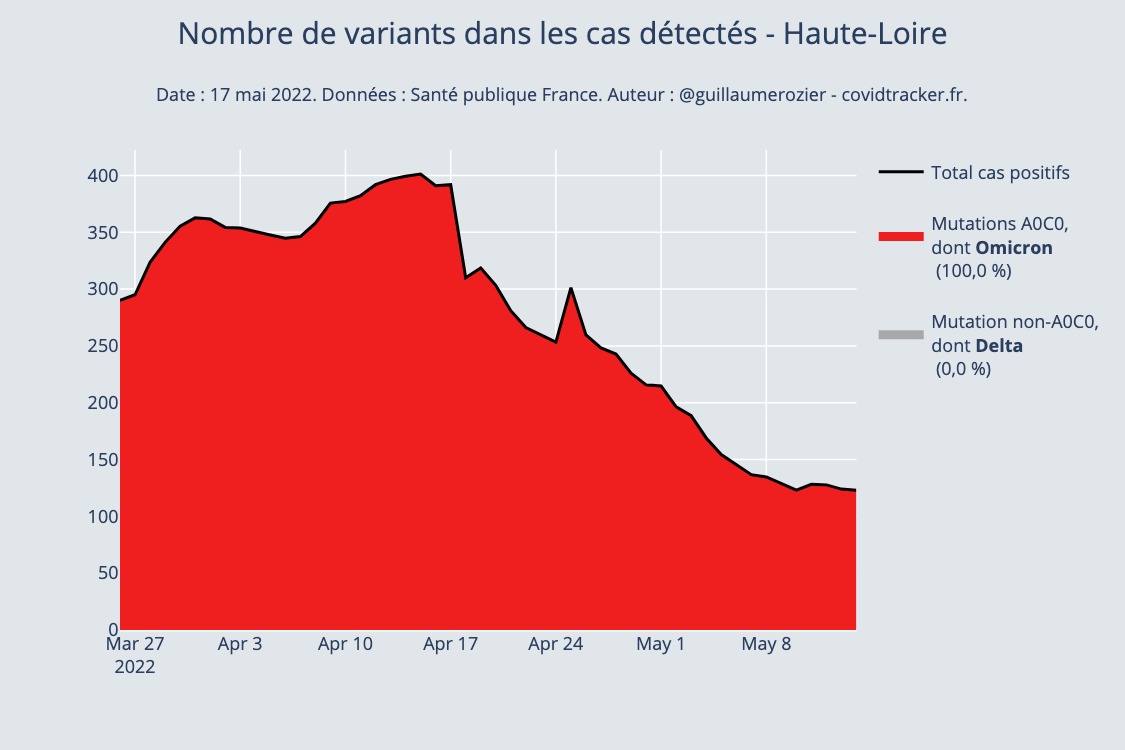 Nombre de variants dans les cas détectés - Haute-Loire
Date : 17 mai 2022. Données : Santé publique France. Auteur : @guillaumerozier - covidtracker.fr.
400
350
300
250
200
150
100
50
0
Mar 27
2022
Apr 3
Apr 10
Apr 17
Apr 24
May 1
May 8
Total cas positifs
Mutations A0C0,
dont Omicron
(100,0 %)
Mutation non-A0C0,
dont Delta
(0,0 %)